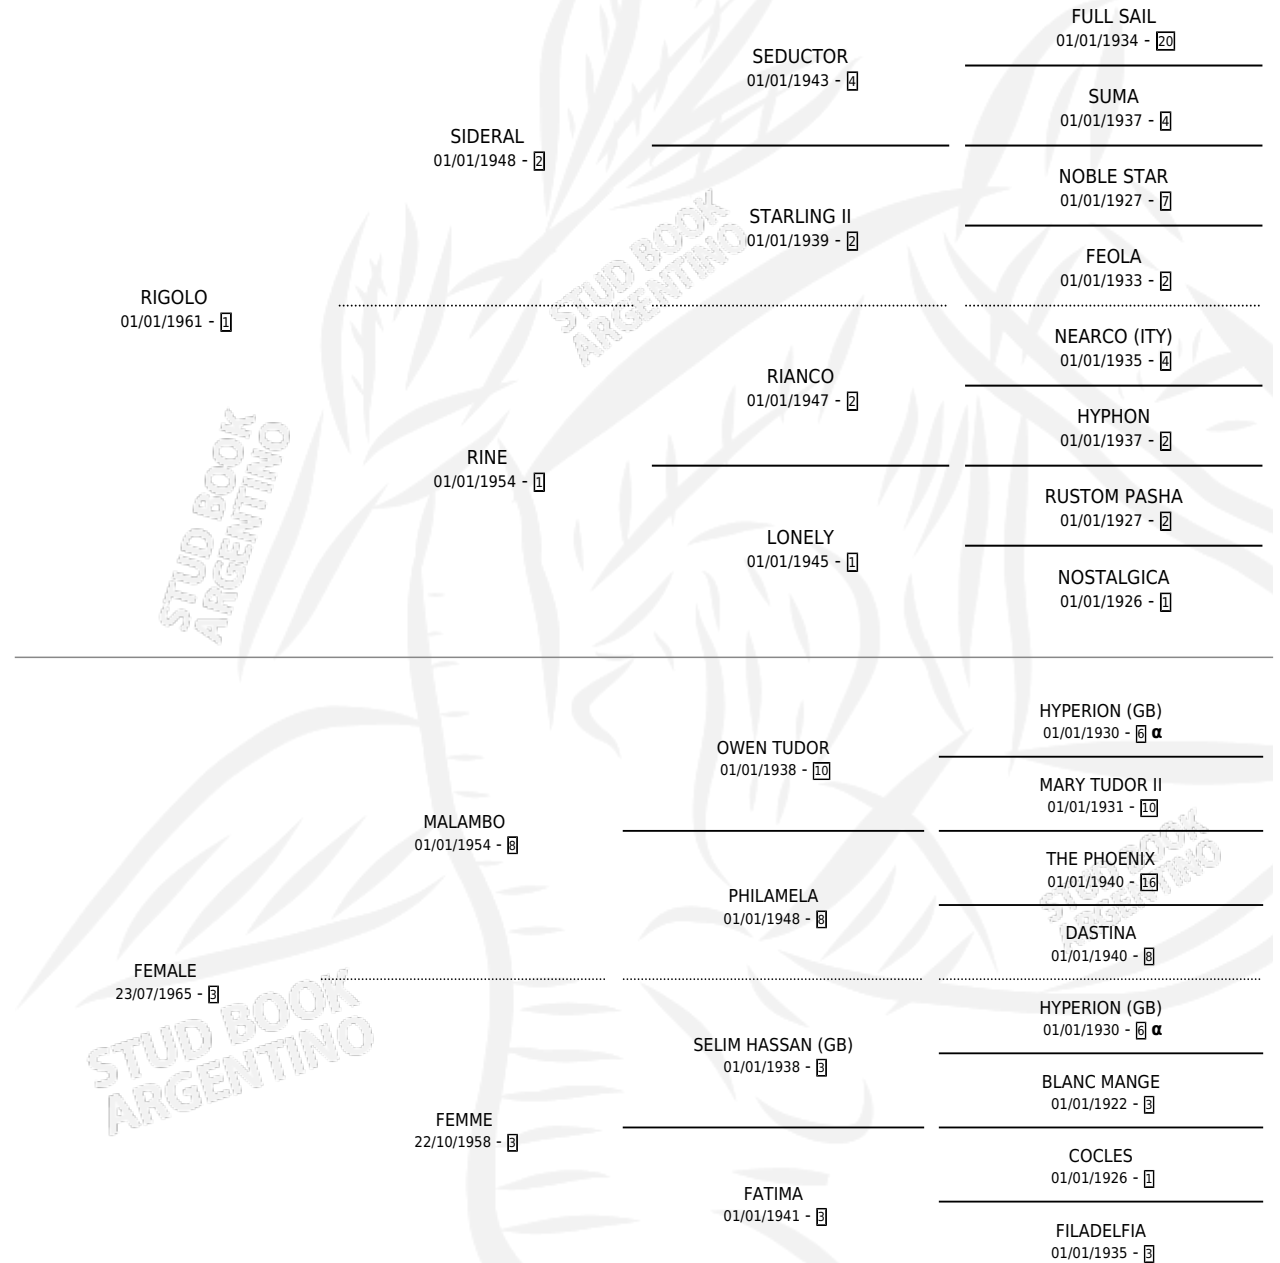 FULL SAIL
01/01/1934 - 20
SEDUCTOR
01/01/1943 - 4
SUMA
01/01/1937 - 4
SIDERAL
01/01/1948 - 2
NOBLE STAR
01/01/1927 - 7
STARLING II
01/01/1939 - 2
FEOLA
01/01/1933 - 2
RIGOLO
01/01/1961 - 1
NEARCO (ITY)
01/01/1935 - 4
RIANCO
01/01/1947 - 2
HYPHON
01/01/1937 - 2
RINE
01/01/1954 - 1
RUSTOM PASHA
01/01/1927 - 2
LONELY
01/01/1945 - 1
NOSTALGICA
01/01/1926 - 1
HYPERION (GB)
01/01/1930 - 6 α
OWEN TUDOR
01/01/1938 - 10
MARY TUDOR II
01/01/1931 - 10
MALAMBO
01/01/1954 - 8
THE PHOENIX
01/01/1940 - 16
PHILAMELA
01/01/1948 - 8
DASTINA
01/01/1940 - 8
FEMALE
23/07/1965 - 3
HYPERION (GB)
01/01/1930 - 6 α
SELIM HASSAN (GB)
01/01/1938 - 3
BLANC MANGE
01/01/1922 - 3
FEMME
22/10/1958 - 3
COCLES
01/01/1926 - 1
FATIMA
01/01/1941 - 3
FILADELFIA
01/01/1935 - 3
STUD BOOK
ARGENTINO
STUD BOOK
ARGENTINO
STUD BOOK
ARGENTINO
STUD BOOK
ARGENTINO